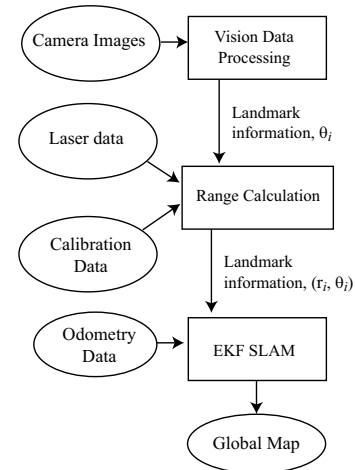 Camera Images
Vision Data
Processing
Landmark
information, θi
Laser data
Range Calculation
Calibration
Data
Landmark
information, (ri, θi)
Odometry
Data
EKF SLAM
Global Map